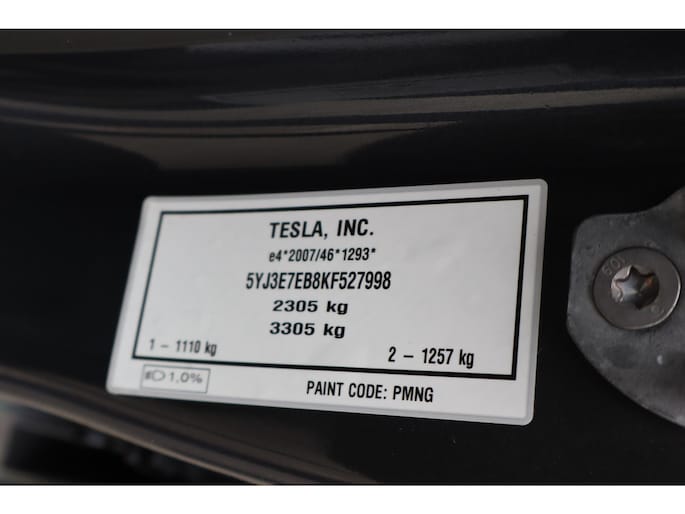 TESLA, INC.
e4*2007/46*1293*
5YJ3E7EB8KF527998
2305 kg
3305 kg
1 - 1110 kg
2 - 1257 kg
1.0%
PAINT CODE: PMNG